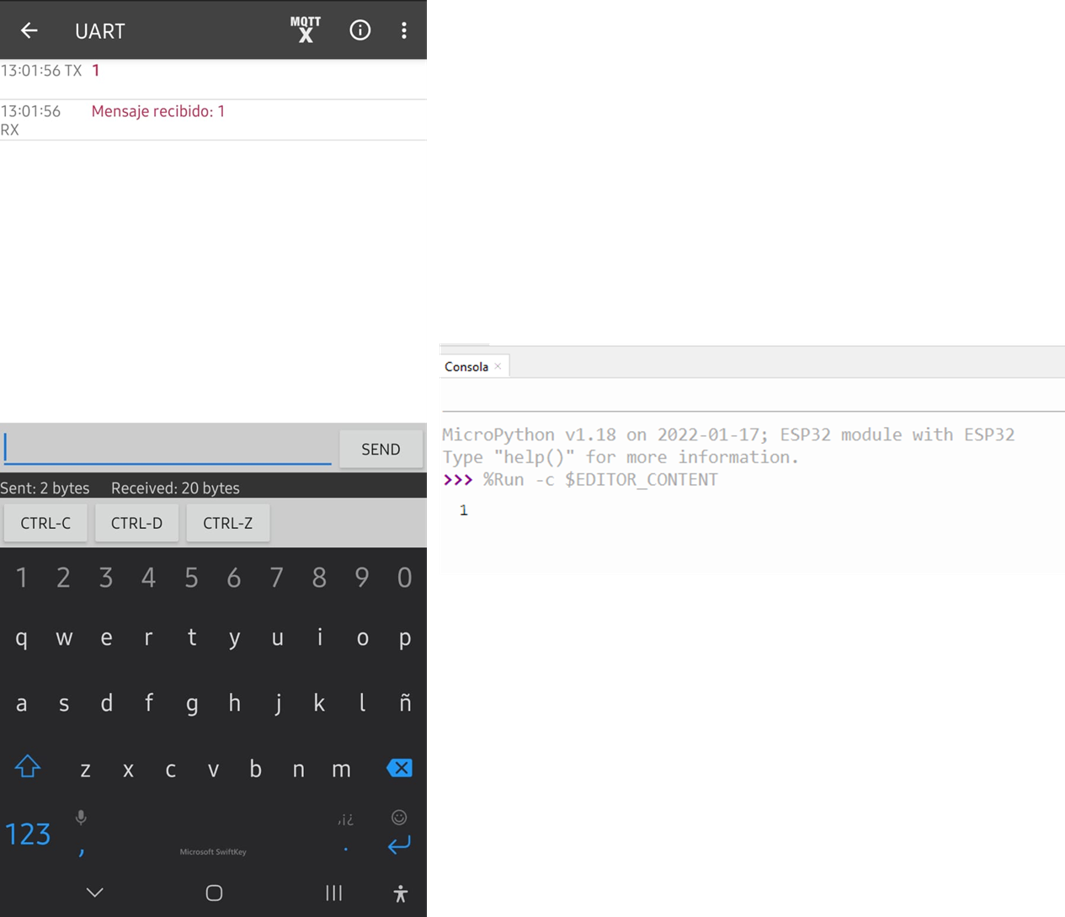 UART
MQTT
X
13:01:56 TX 1
13:01:56 Mensaje recibido: 1
RX
SEND
Sent: 2 bytes Received: 20 bytes
CTRL-C CTRL-D CTRL-Z
1 2 3 4 5 6 7 8 9 0
q w e r t y u i o p
a s d f g h j k l ñ
z x c v b n m
123 , Microsoft SwiftKey ,¡¿ .
Consola
MicroPython v1.18 on 2022-01-17; ESP32 module with ESP32
Type "help()" for more information.
>>> %Run -c $EDITOR_CONTENT
1